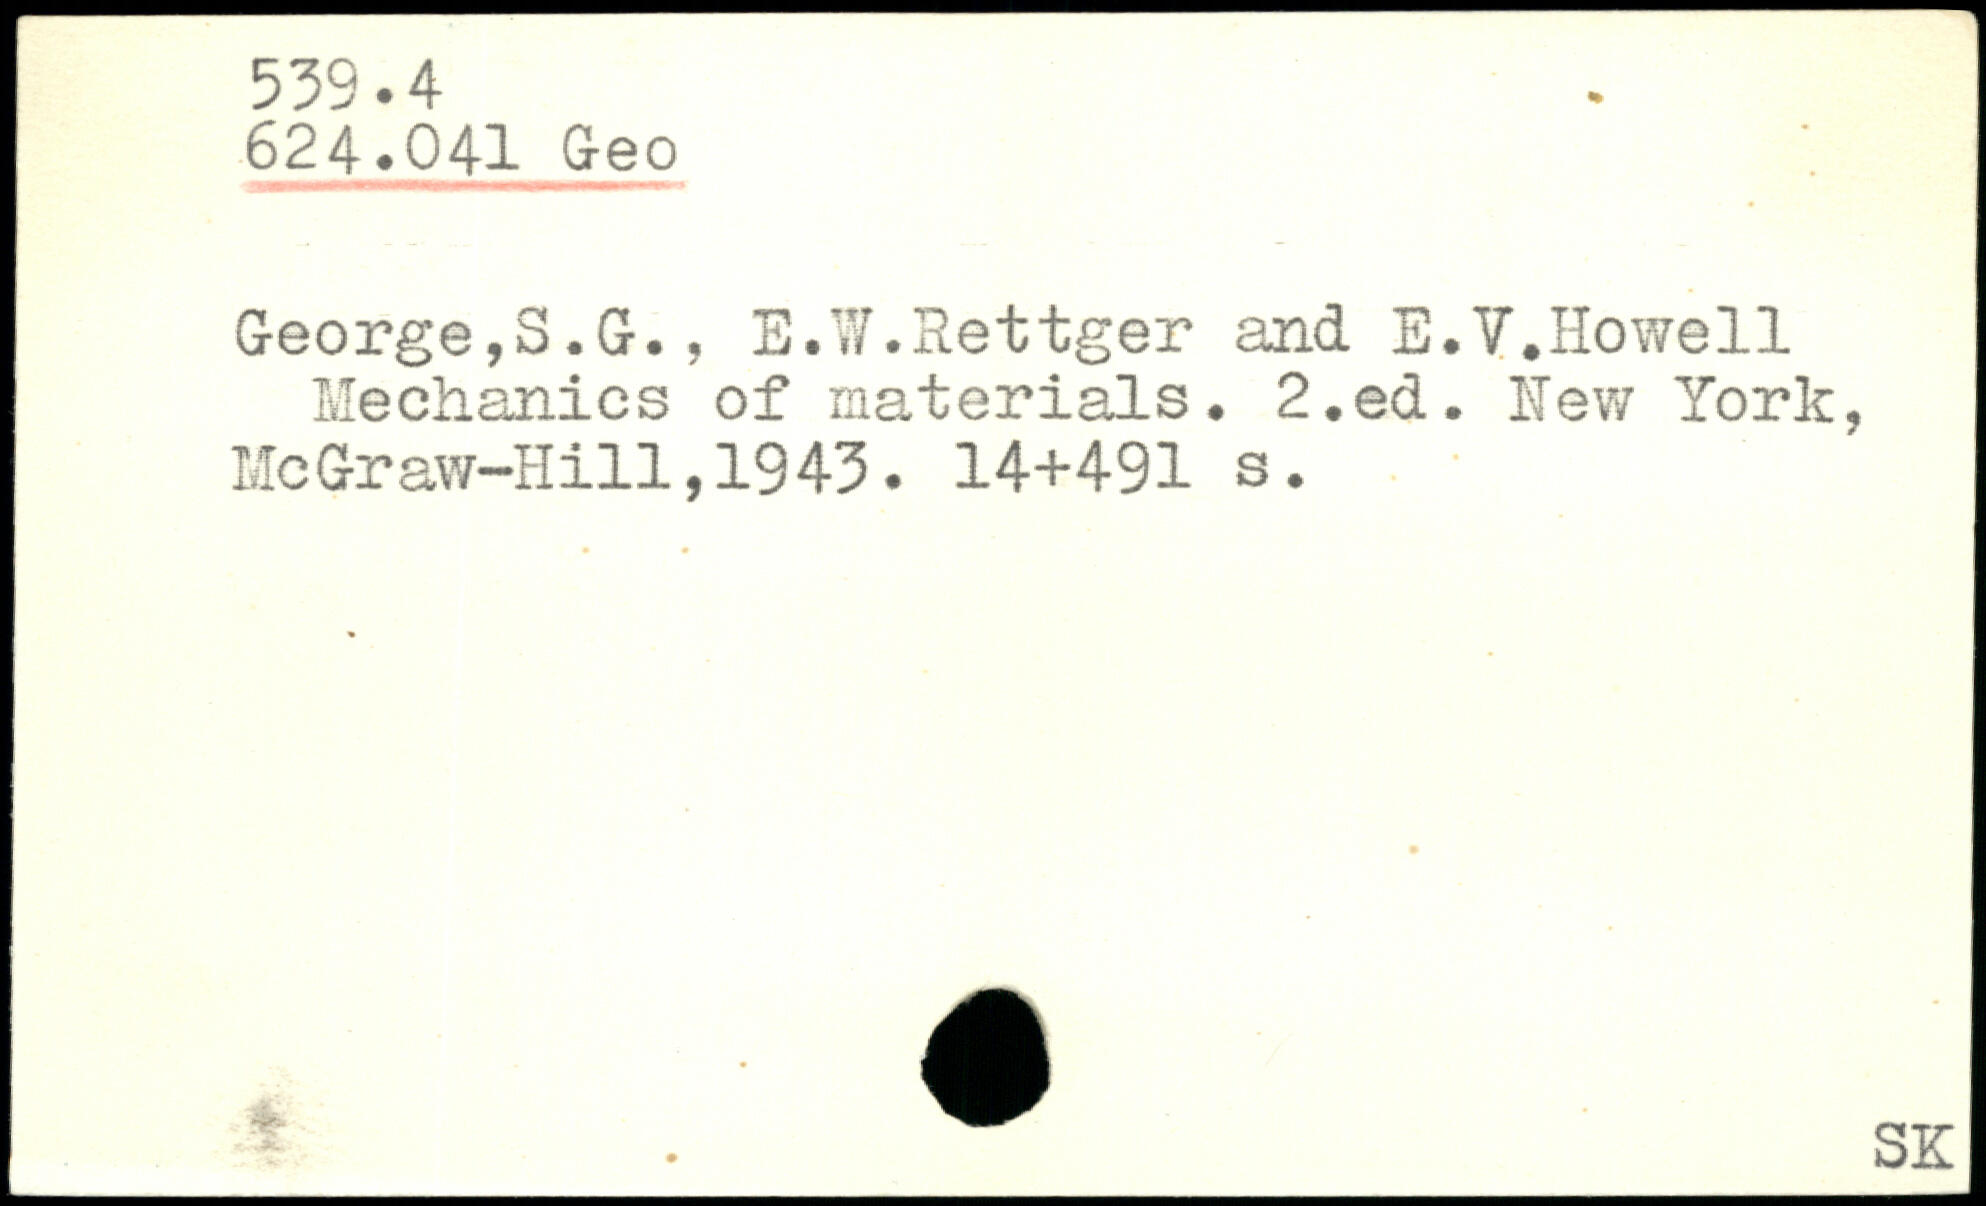 539.4
624.041 Geo
George,S.G., E.W.Rettger and E.V.Howell
Mechanics of materials. 2.ed. New York,
McGraw-Hill,1943. 14+491 s.
SK